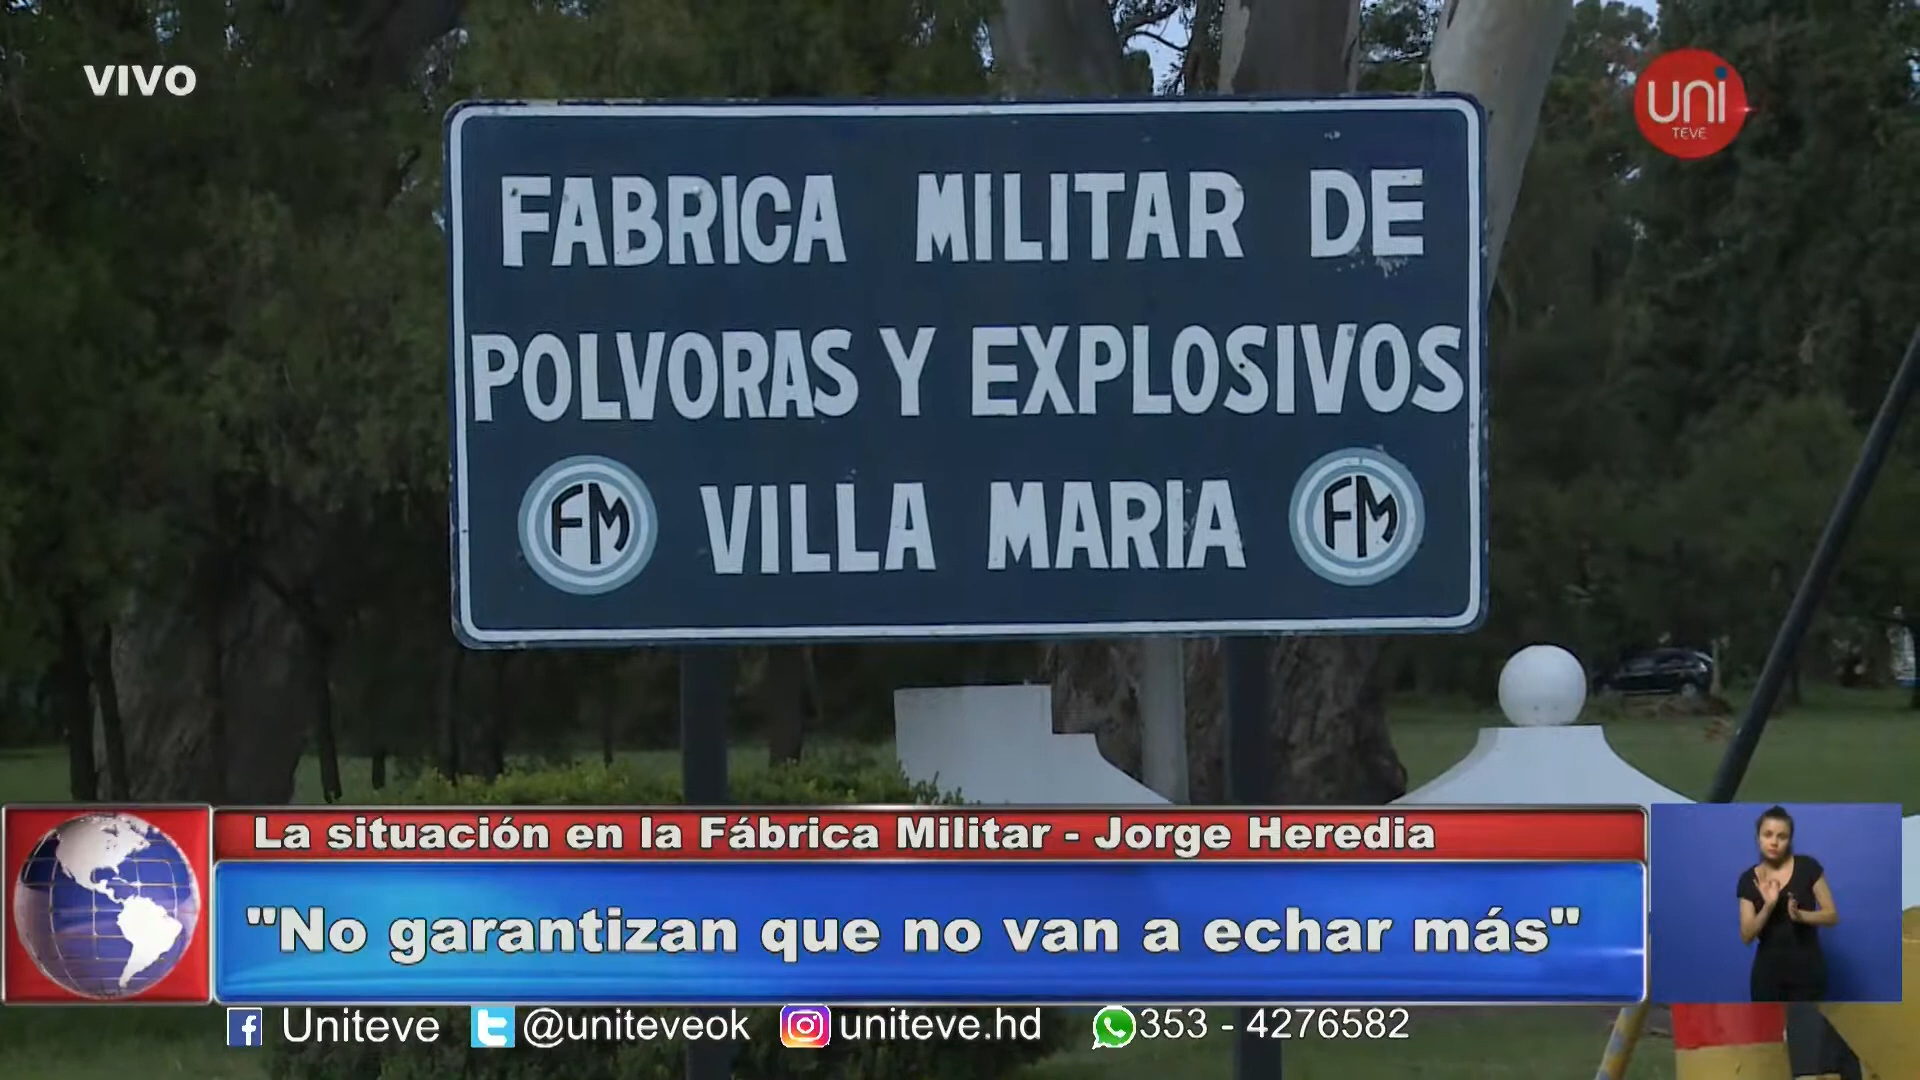 VIVO
uni
TEVE
FABRICA MILITAR DE
POLVORAS Y EXPLOSIVOS
FM VILLA MARIA FM
La situación en la Fábrica Militar - Jorge Heredia
"No garantizan que no van a echar más"
Uniteve @uniteveok uniteve.hd 353 - 4276582